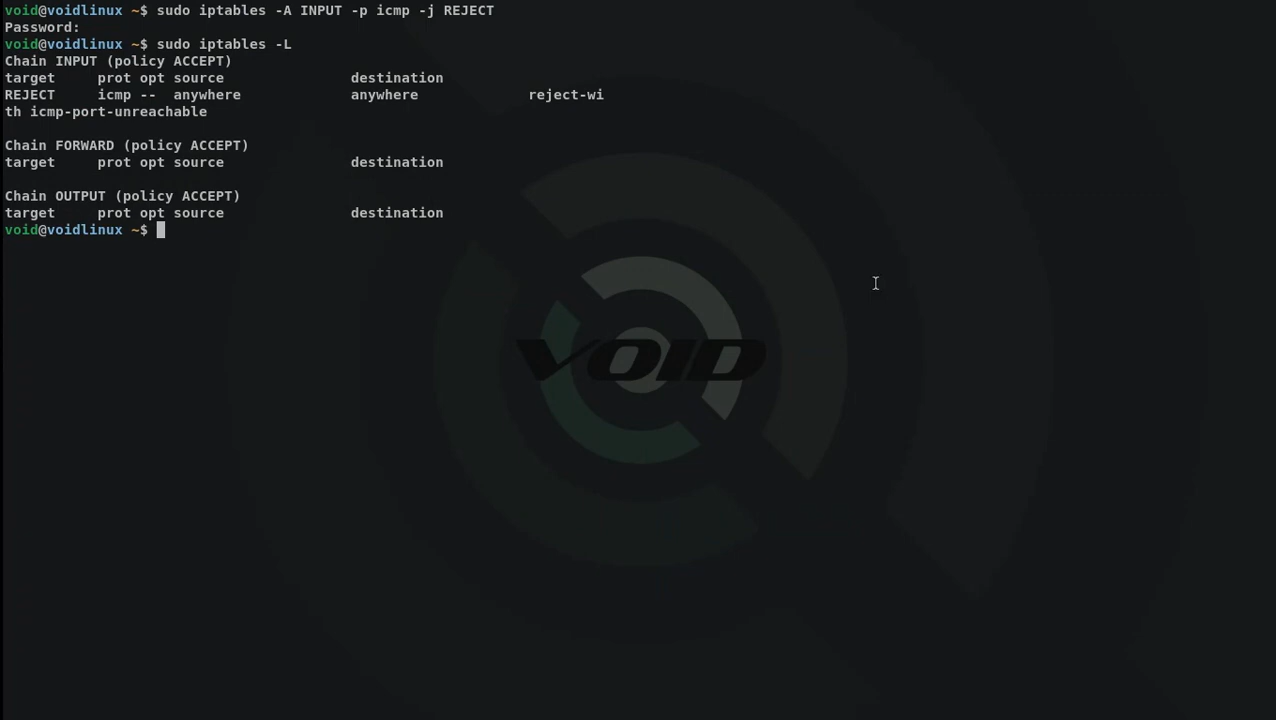 void@voidlinux ~$ sudo iptables -A INPUT -p icmp -j REJECT
Password:
void@voidlinux ~$ sudo iptables -L
Chain INPUT (policy ACCEPT)
target     prot opt source               destination
REJECT     icmp --  anywhere             anywhere             reject-wi
th icmp-port-unreachable
Chain FORWARD (policy ACCEPT)
target     prot opt source               destination
Chain OUTPUT (policy ACCEPT)
target     prot opt source               destination
void@voidlinux ~$
VOID